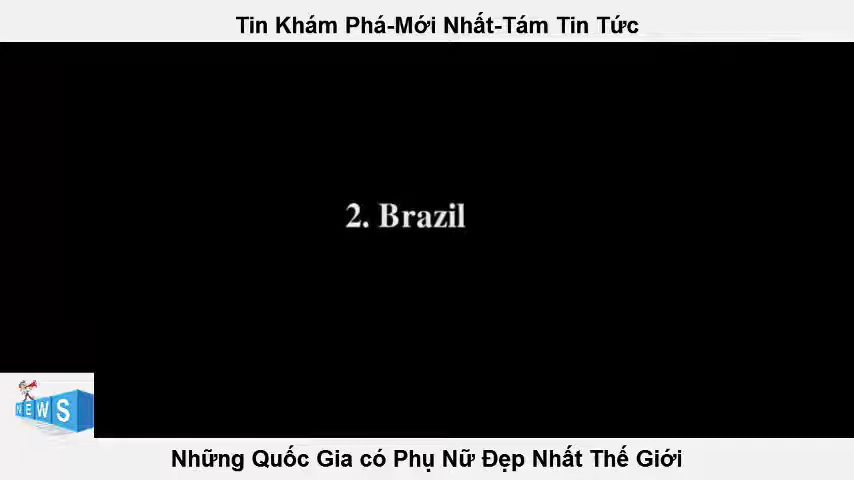 Tin Khám Phá-Mới Nhất-Tám Tin Tức
2. Brazil
NEWS
Những Quốc Gia có Phụ Nữ Đẹp Nhất Thế Giới